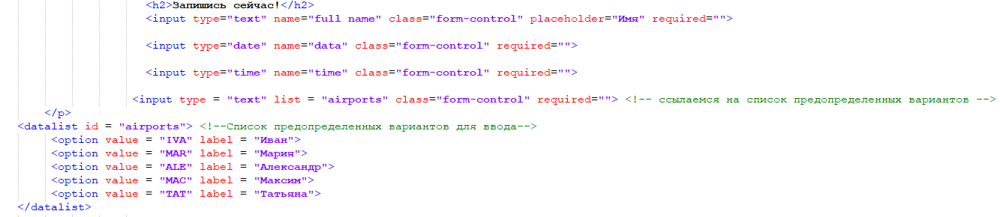 <h2>Запишись сейчас!</h2>
<input type="text" name="full name" class="form-control" placeholder="Имя" required="">
<input type="date" name="data" class="form-control" required="">
<input type="time" name="time" class="form-control" required="">
<input type = "text" list = "airports" class="form-control" required=""> <!-- ссылаемся на список предопределенных вариантов -->
</p>
<datalist id = "airports"> <!--Список предопределенных вариантов для ввода-->
<option value = "IVA" label = "Иван">
<option value = "MAR" label = "Мария">
<option value = "ALE" label = "Александр">
<option value = "MAC" label = "Максим">
<option value = "TAT" label = "Татьяна">
</datalist>